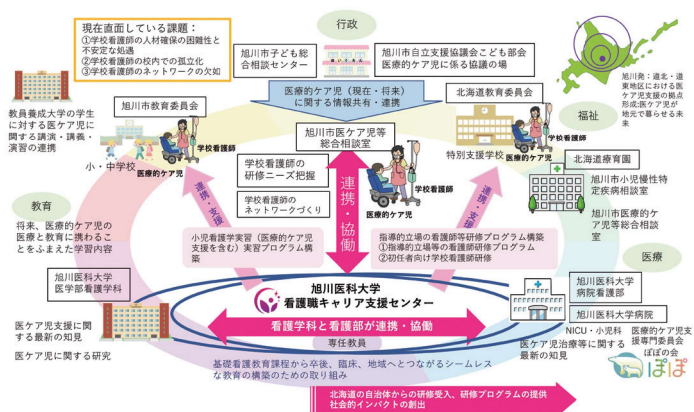 行政
現在直面している課題：
①学校看護師の人材確保の困難性と
不安定な処遇
②学校看護師の校内での孤立化
③学校看護師のネットワークの欠如
旭川市子ども総
合相談センター
旭川市自立支援協議会こども部会
医療的ケア児に係る協議の場
旭川発：道北・道
東地区における医
ケア児支援の拠点
形成:医ケア児が
地元で暮らせる未
来
医療的ケア児（現在・将来）
に関する情報共有・連携
教員養成大学の学生
に対する医ケア児に
関する講演・講義・
演習の連携
旭川市教育委員会
学校看護師
小・中学校
医療的ケア児
北海道教育委員会
学校看護師
特別支援学校
医療的ケア児
福祉
旭川市医ケア児等
総合相談室
学校看護師の
研修ニーズ把握
学校看護師の
ネットワークづくり
学校看護師
医療的ケア児
北海道療育園
旭川市小児慢性特
定疾病相談室
旭川市医療的ケ
ア児等総合相談
室
連携・支援
連携・協働
連携・支援
教育
将来、医療的ケア児の
医療と教育に携わるこ
とをふまえた学習内容
小児看護学実習（医療的ケア児
支援を含む）実習プログラム構
築
指導的立場の看護師等研修プログラム構築
①指導的立場等の看護師研修プログラム
②初任者向け学校看護師研修
医療
旭川医科大学
医学部看護学科
旭川医科大学
看護職キャリア支援センター
看護学科と看護部が連携・協働
専任教員
旭川医科大学
病院看護部
旭川医科大学病院
NICU・小児科
医ケア児治療等に関する
最新の知見
医療的ケア児支
援専門委員会
ぽぽの会
ぽぽ
医ケア児支援に関
する最新の知見
医ケア児に関する研究
基礎看護教育課程から卒後、臨床、地域へとつながるシームレス
な教育の構築のための取り組み
北海道の自治体からの研修受入、研修プログラムの提供
社会的インパクトの創出